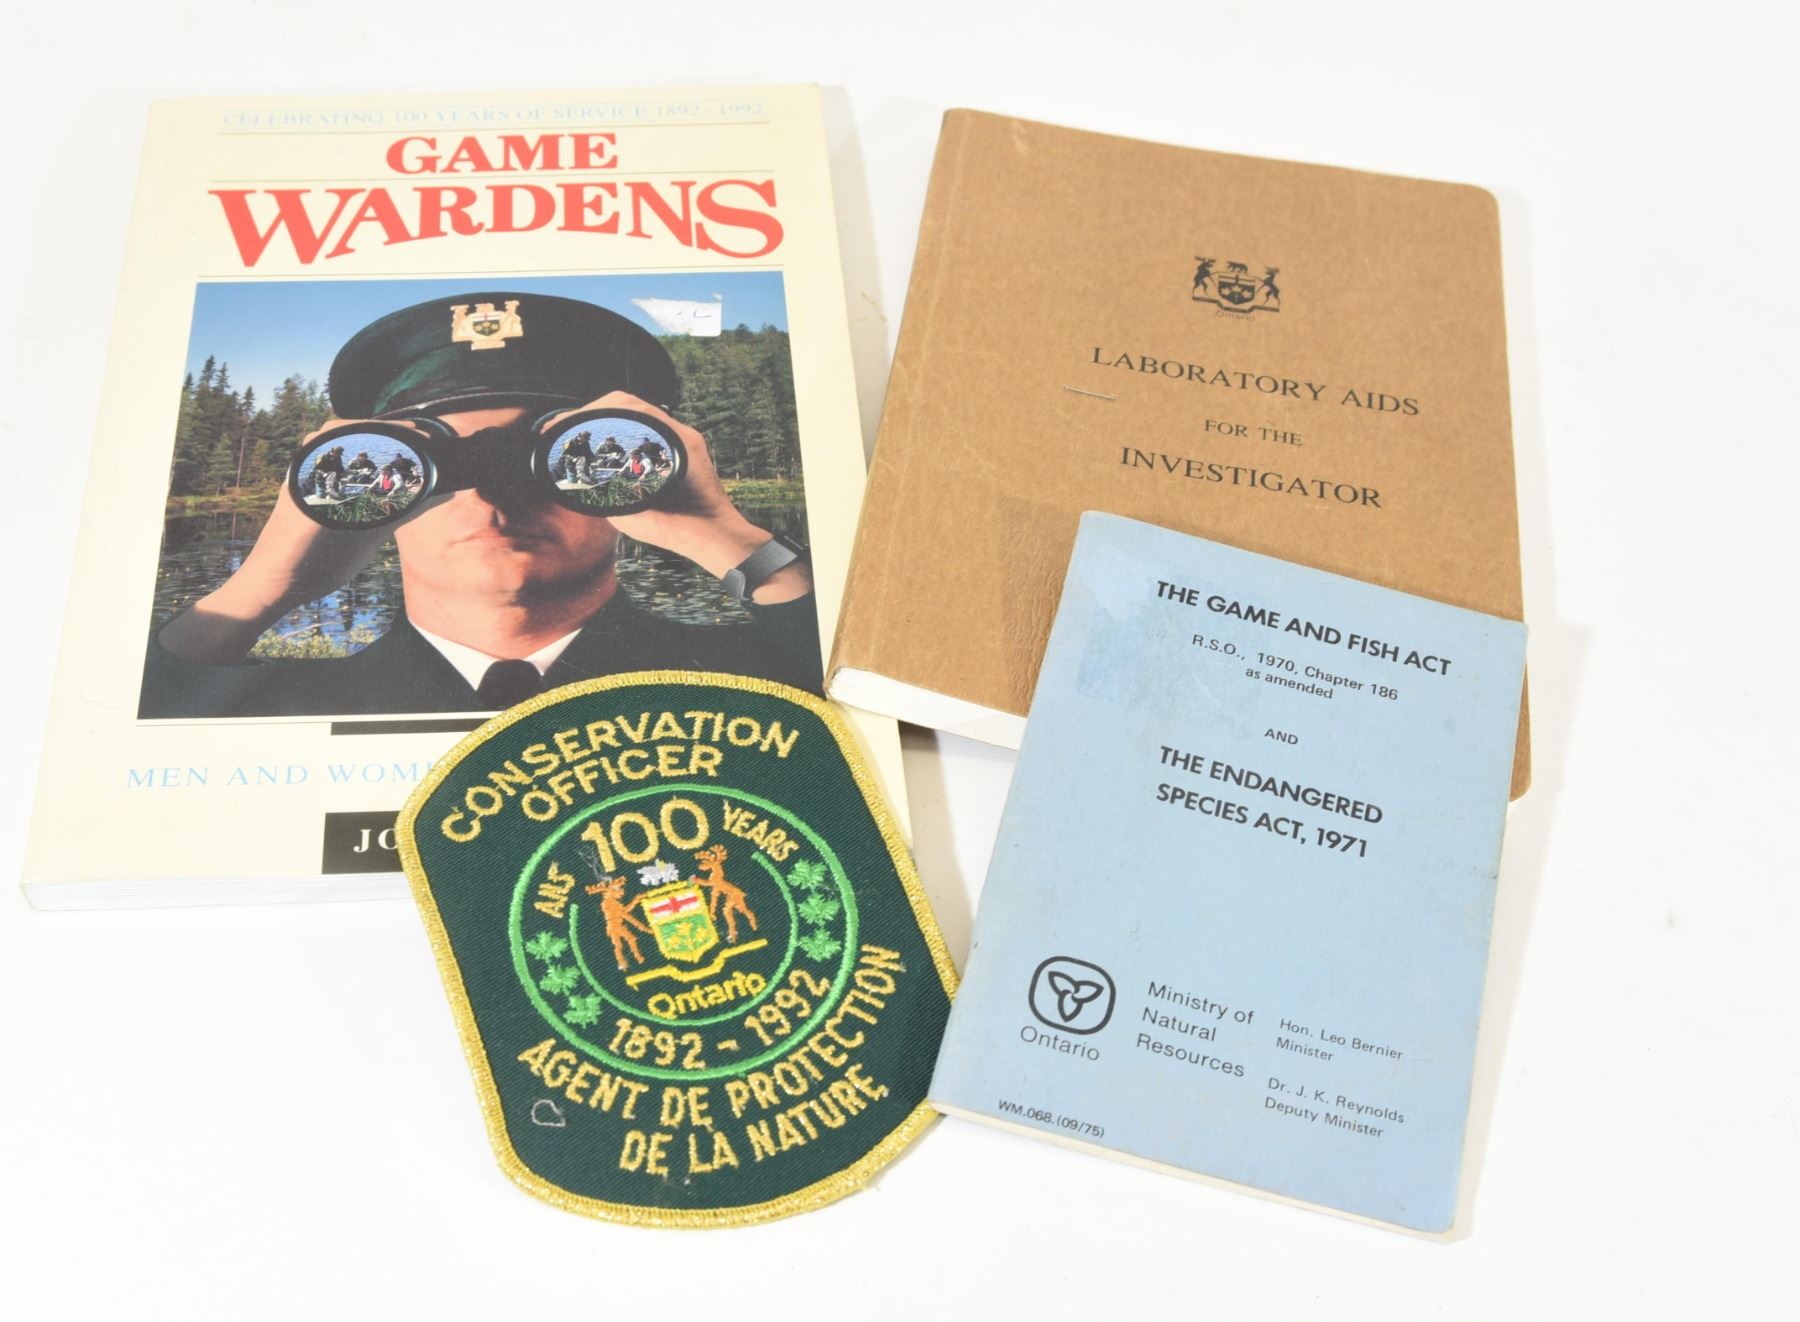 CELEBRATING 100 YEARS OF SERVICE 1892-1992
GAME
WARDENS
MEN AND
Ontario
LABORATORY AIDS
FOR THE
INVESTIGATOR
THE GAME AND FISH ACT
R.S.O., 1970, Chapter 186
as amended
AND
THE ENDANGERED
SPECIES ACT, 1971
Ontario
Ministry of
Natural
Resources
Hon. Leo Bernier
Minister
Dr. J. K. Reynolds
Deputy Minister
WM.068.(09/75)
CONSERVATION
OFFICER
ANS 100 YEARS
Ontario
1892 - 1992
AGENT DE PROTECTION
DE LA NATURE